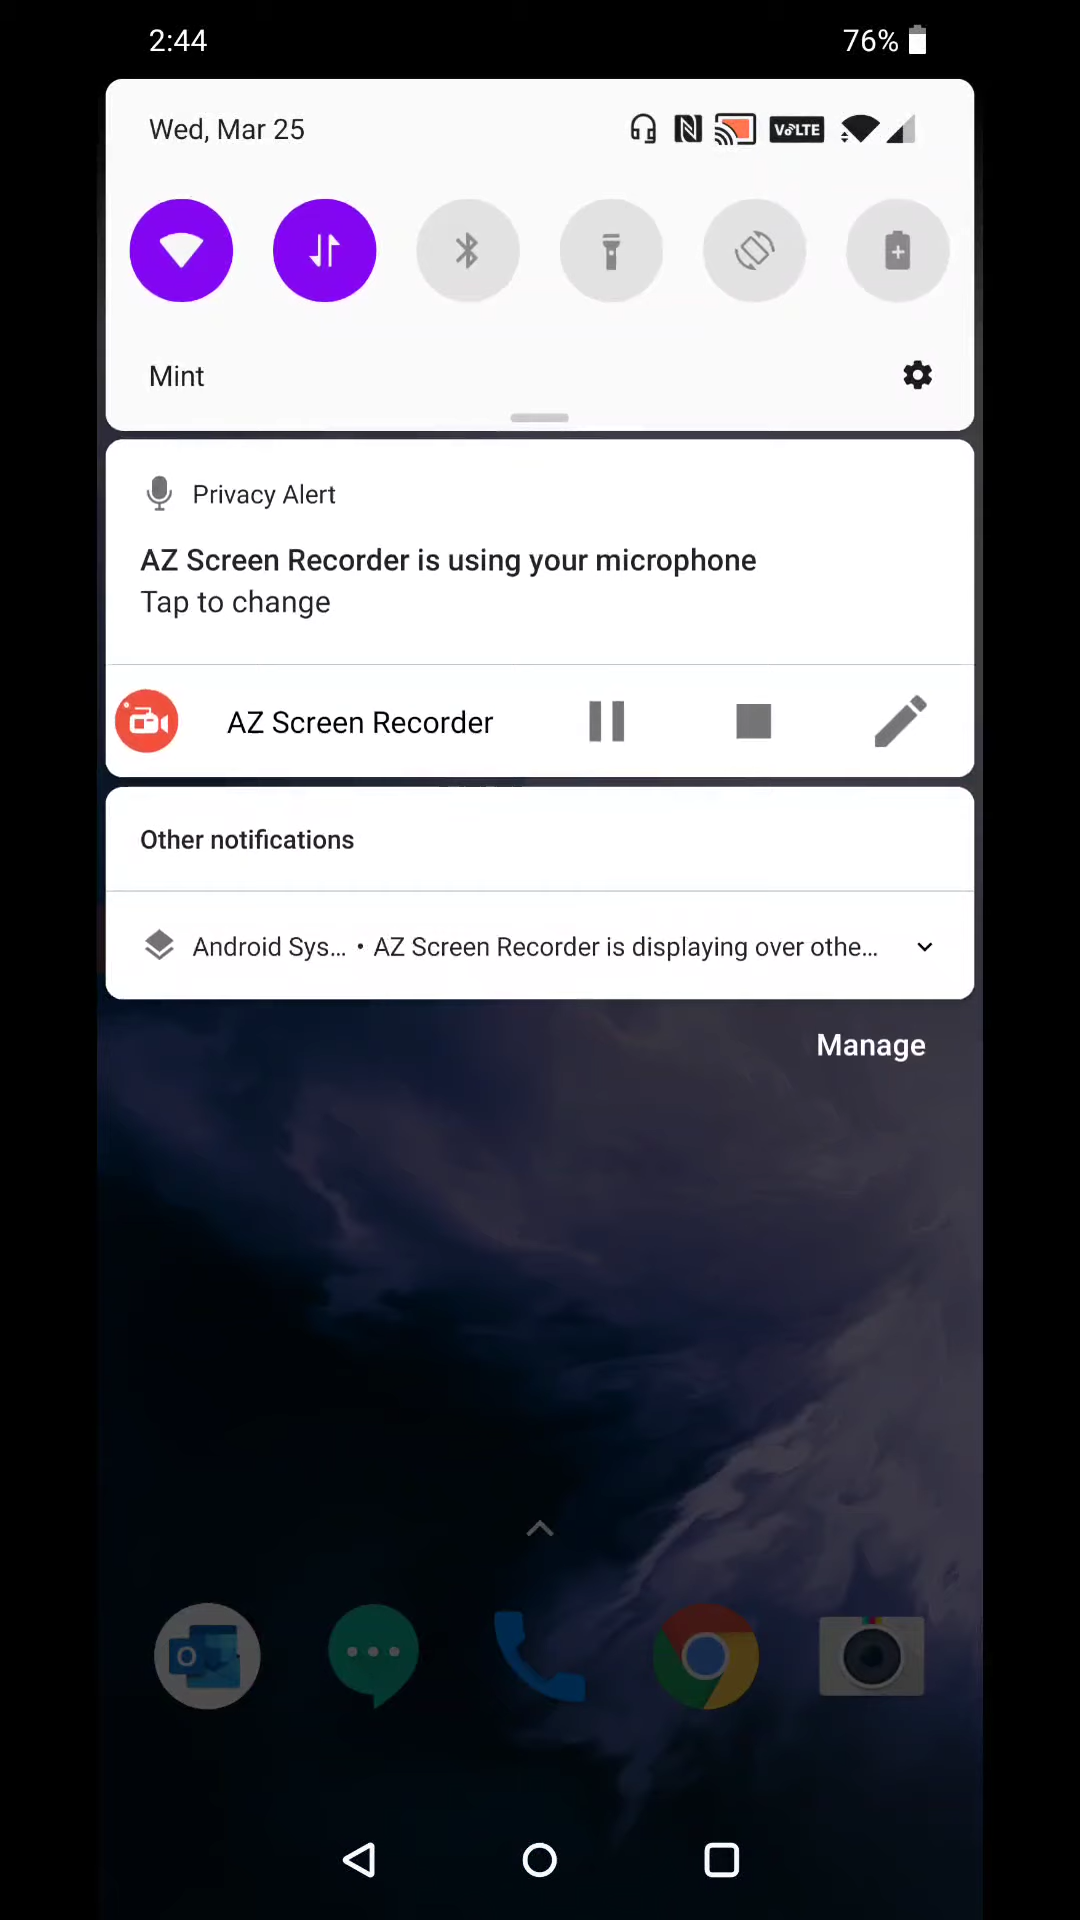 2:44
76%
Wed, Mar 25
VoLTE
Mint
Privacy Alert
AZ Screen Recorder is using your microphone
Tap to change
AZ Screen Recorder
Other notifications
Android Sys... • AZ Screen Recorder is displaying over othe...
Manage